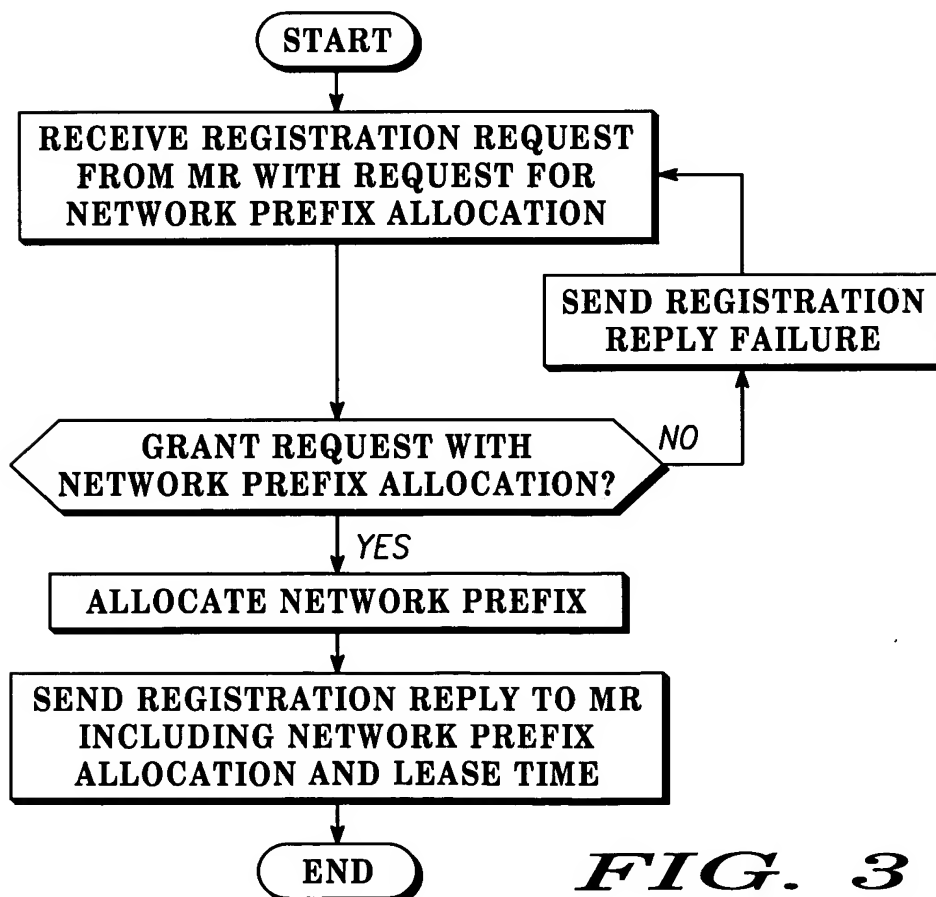 START
RECEIVE REGISTRATION REQUEST
FROM MR WITH REQUEST FOR
NETWORK PREFIX ALLOCATION
SEND REGISTRATION
REPLY FAILURE
GRANT REQUEST WITH
NETWORK PREFIX ALLOCATION?
NO
YES
ALLOCATE NETWORK PREFIX
SEND REGISTRATION REPLY TO MR
INCLUDING NETWORK PREFIX
ALLOCATION AND LEASE TIME
END
FIG. 3